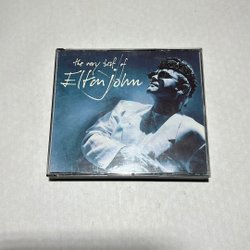 the very best of
Elton John